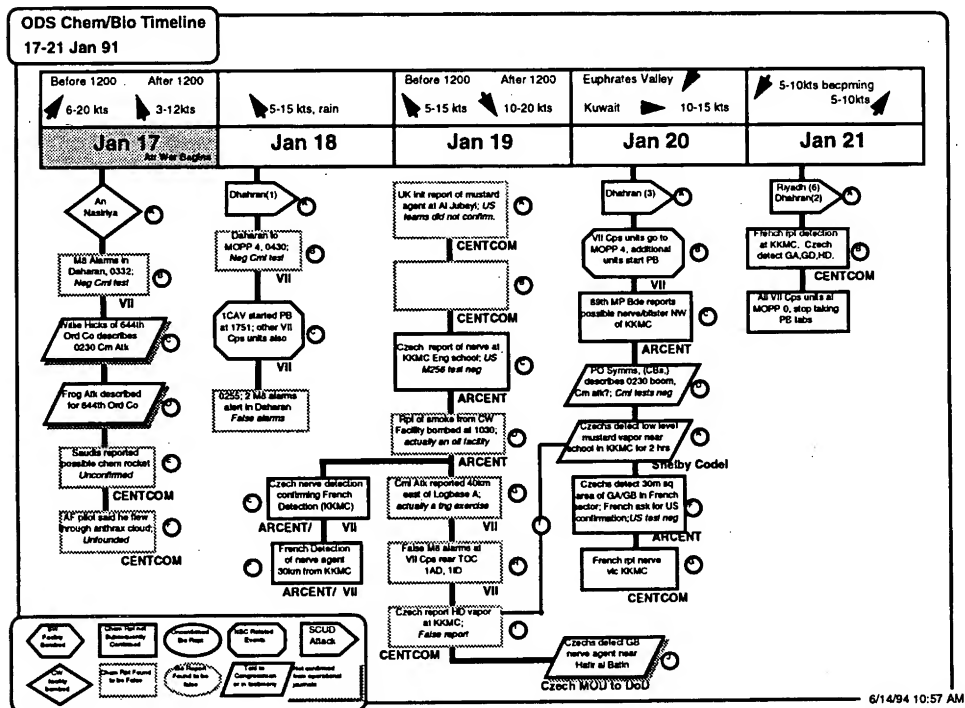 ODS Chem/Bio Timeline
17-21 Jan 91
Before 1200 After 1200
6-20 kts 3-12kts
Jan 17
Air War Begins
5-15 kts, rain
Jan 18
Before 1200 After 1200
5-15 kts 10-20 kts
Jan 19
Euphrates Valley
Kuwait 10-15 kts
Jan 20
5-10kts becpming
5-10kts
Jan 21
An
Nasiriya
M8 Alarms in
Daharan, 0332;
Neg Cml test
VII
Hicks of 644th
Ord Co describes
0230 Cm Atk
Frog Atk described
for 644th Ord Co
Saudis reported
possible chem rocket
Unconfirmed
CENTCOM
AF pilot said he flew
through anthrax cloud;
Unfounded
CENTCOM
Dhahran(1)
Daharan to
MOPP 4, 0430;
Neg Cml test
VII
1CAV started PB
at 1751; other VII
Cps units also
VII
0255; 2 M8 alarms
alert in Daharan
False alarms
UK init report of mustard
agent at Al Jubayl; US
teams did not confirm.
CENTCOM
CENTCOM
Czech report of nerve at
KKMC Eng school; US
M256 test neg
ARCENT
Rpt of smoke from CW
Facility bombed at 1030;
actually an oil facility
ARCENT
Czech nerve detection
confirming French
Detection (KKMC)
ARCENT/ VII
French Detection
of nerve agent
30km from KKMC
ARCENT/ VII
Cml Atk reported 40km
east of Logbase A;
actually a tng exercise
VII
False M8 alarms at
VII Cps rear TOC
1AD, 1ID
VII
Czech report HD vapor
at KKMC;
False report
CENTCOM
Czechs detect GB
nerve agent near
Hafir al Batin
Czech MOD to DoD
Dhahran (3)
VII Cps units go to
MOPP 4, additional
units start PB
VII
89th MP Bde reports
possible nerve/blister NW
of KKMC
ARCENT
PO Symms, (CBs,)
describes 0230 boom,
Cm atk?; Cml tests neg
Czechs detect low level
mustard vapor near
school in KKMC for 2 hrs
Shelby Codel
Czechs detect 30m sq
area of GA/GB in French
sector; French ask for US
confirmation;US test neg
ARCENT
French rpt nerve
vic KKMC
CENTCOM
Riyadh (6)
Dhahran(2)
French rpt detection
at KKMC, Czech
detect GA,GD,HD.
CENTCOM
All VII Cps units at
MOPP 0, stop taking
PB tabs
BW
Facility
Bombed
Chem Rpt not
Subsequently
Confirmed
Unconfirmed
Bio Rept
NBC Related
Events
SCUD
Attack
CW
facility
bombed
Chem Rpt Found
to be False
Bio Report
Found to be
false
Told to
Congressman
or in testimony
Not confirmed
from operational
journals
6/14/94 10:57 AM